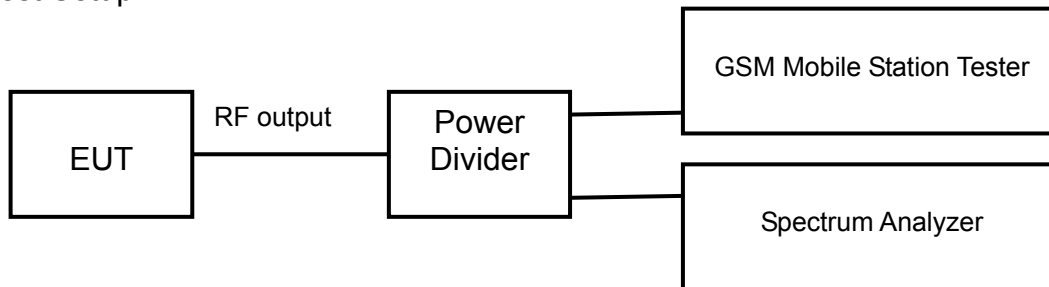 EUT
RF output
Power
Divider
GSM Mobile Station Tester
Spectrum Analyzer